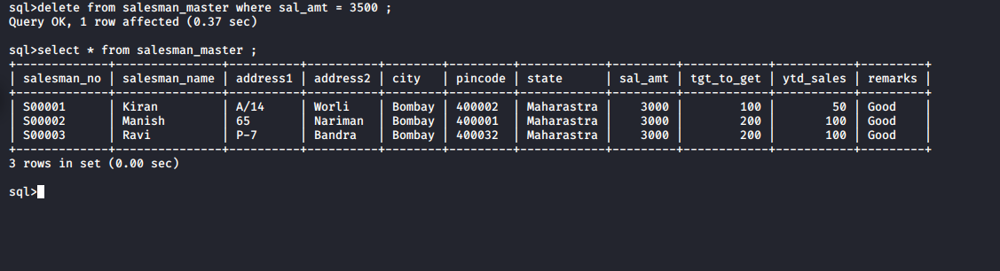 sql>delete from salesman_master where sal_amt = 3500 ;
Query OK, 1 row affected (0.37 sec)

sql>select * from salesman_master ;
+-------------+---------------+----------+----------+--------+---------+------------+---------+------------+-----------+---------+
| salesman_no | salesman_name | address1 | address2 | city   | pincode | state      | sal_amt | tgt_to_get | ytd_sales | remarks |
+-------------+---------------+----------+----------+--------+---------+------------+---------+------------+-----------+---------+
| S00001      | Kiran         | A/14     | Worli    | Bombay | 400002  | Maharastra |    3000 |        100 |        50 | Good    |
| S00002      | Manish        | 65       | Nariman  | Bombay | 400001  | Maharastra |    3000 |        200 |       100 | Good    |
| S00003      | Ravi          | P-7      | Bandra   | Bombay | 400032  | Maharastra |    3000 |        200 |       100 | Good    |
+-------------+---------------+----------+----------+--------+---------+------------+---------+------------+-----------+---------+
3 rows in set (0.00 sec)

sql>